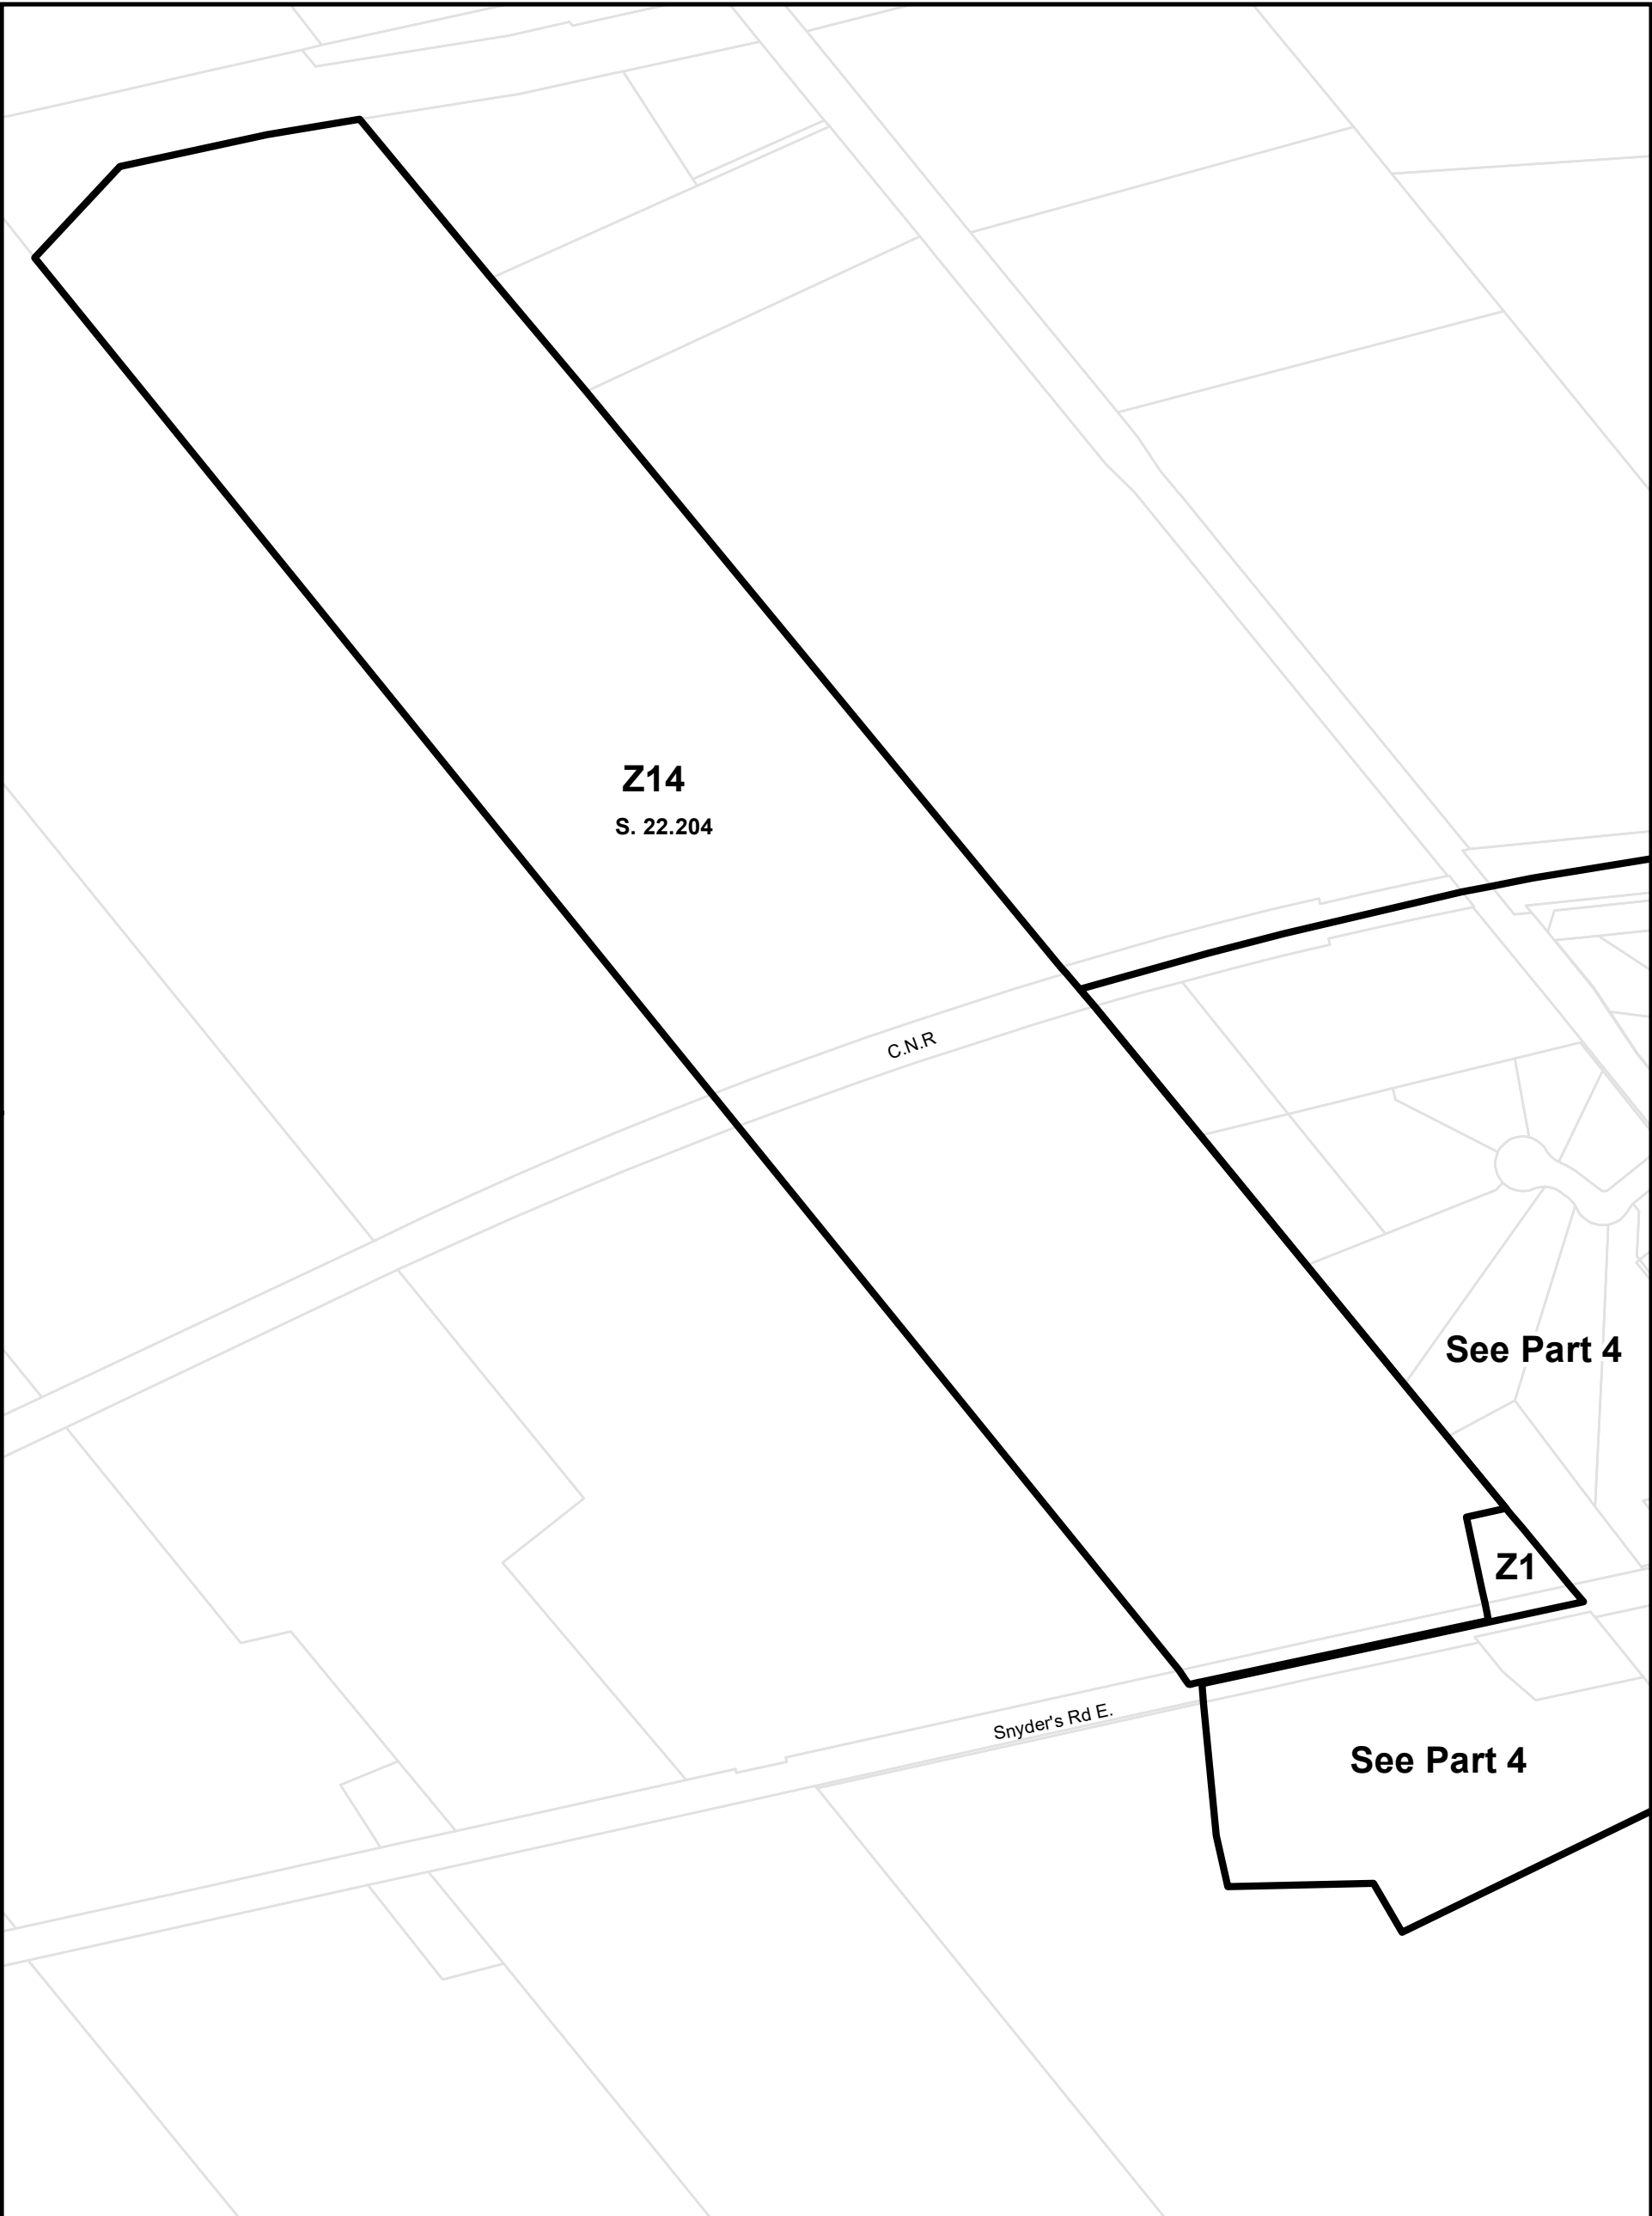 Z14
S. 22.204
C.N.R
See Part 4
Z1
Snyder's Rd E.
See Part 4